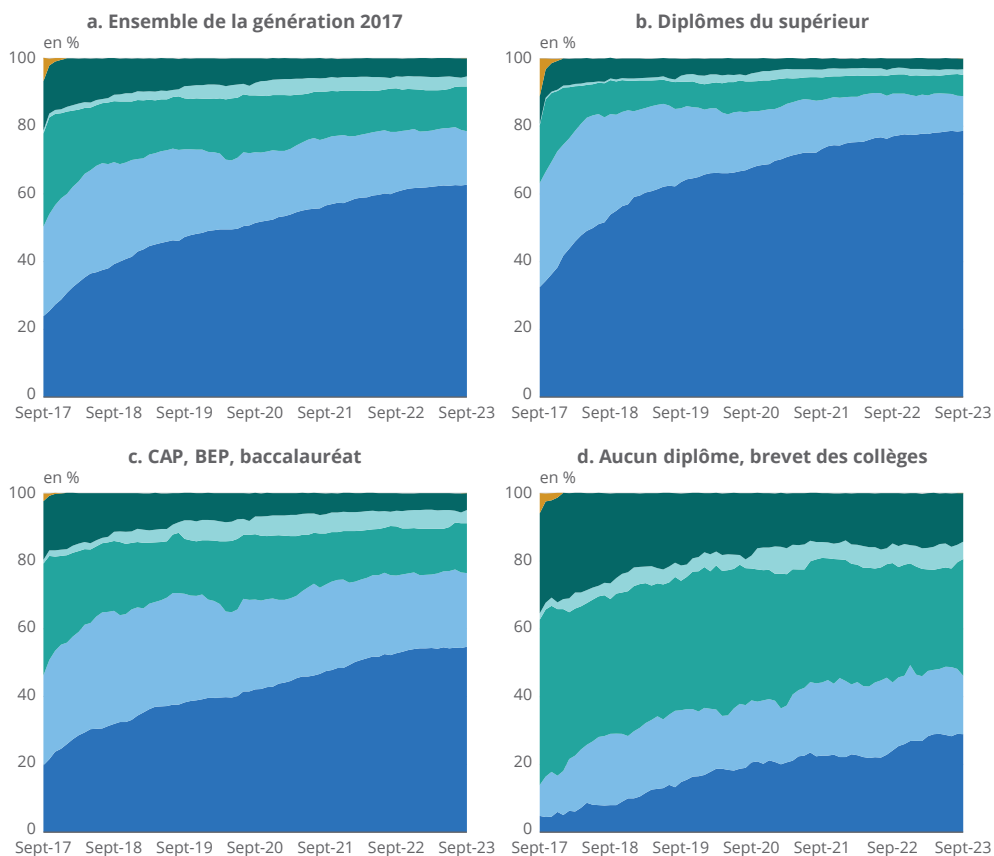 a. Ensemble de la génération 2017
en %
100
80
60
40
20
0
Sept-17 Sept-18 Sept-19 Sept-20 Sept-21 Sept-22 Sept-23
b. Diplômes du supérieur
en %
100
80
60
40
20
0
Sept-17 Sept-18 Sept-19 Sept-20 Sept-21 Sept-22 Sept-23
c. CAP, BEP, baccalauréat
en %
100
80
60
40
20
0
Sept-17 Sept-18 Sept-19 Sept-20 Sept-21 Sept-22 Sept-23
d. Aucun diplôme, brevet des collèges
en %
100
80
60
40
20
0
Sept-17 Sept-18 Sept-19 Sept-20 Sept-21 Sept-22 Sept-23